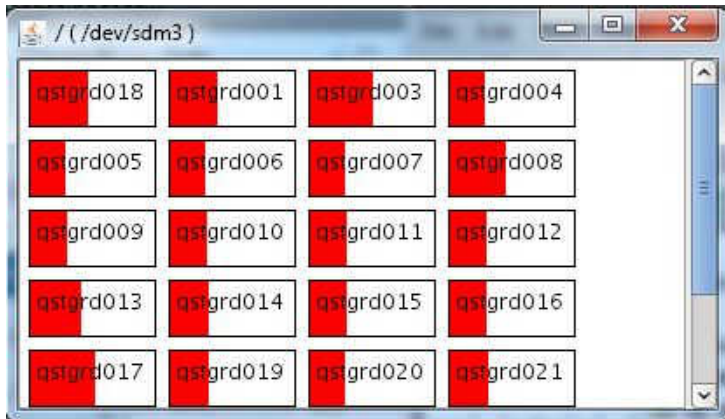 / ( /dev/sdm3 )
qstgrd018 qstgrd001 qstgrd003 qstgrd004
qstgrd005 qstgrd006 qstgrd007 qstgrd008
qstgrd009 qstgrd010 qstgrd011 qstgrd012
qstgrd013 qstgrd014 qstgrd015 qstgrd016
qstgrd017 qstgrd019 qstgrd020 qstgrd021